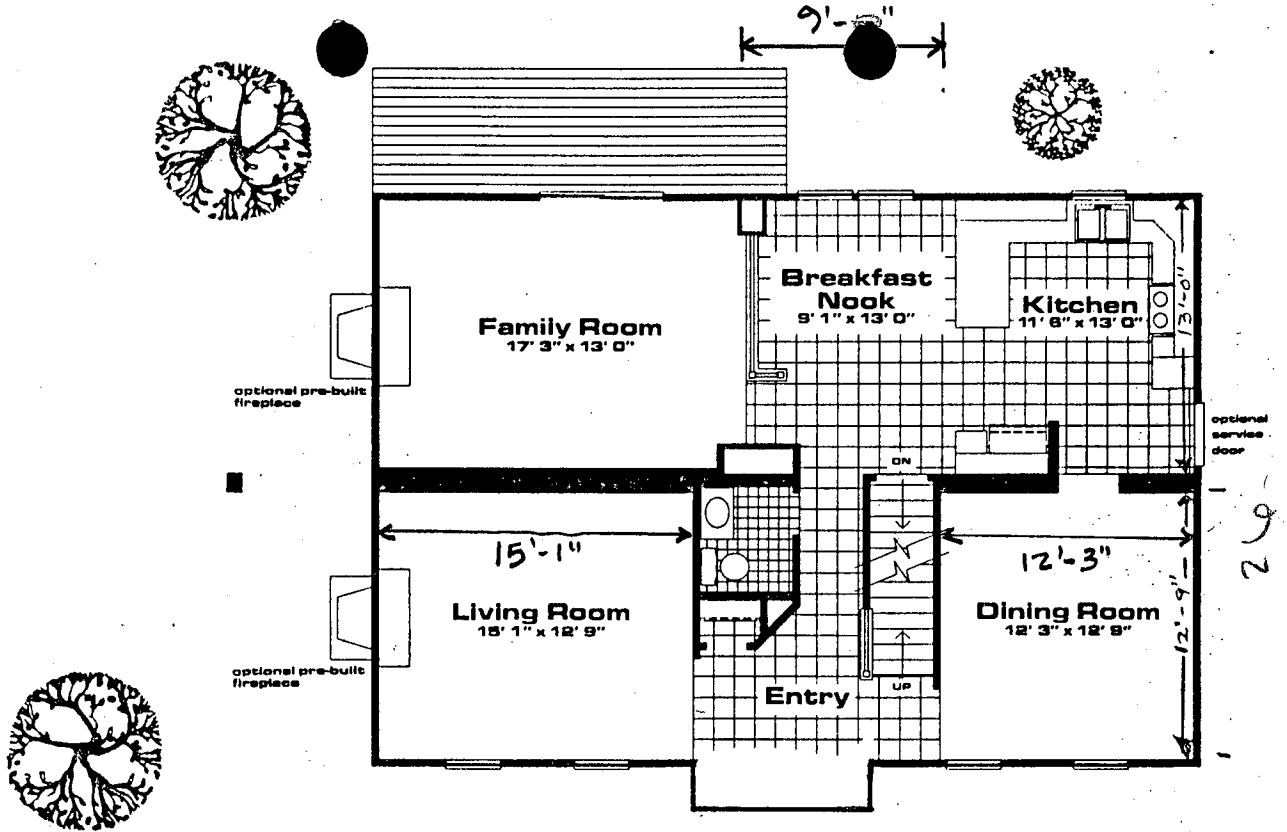 9'-
Breakfast
Nook
9' 1" x 13' 0"
Kitchen
11' 6" x 13' 0"
13'-0"
Family Room
17' 3" x 13' 0"
optional pre-built
fireplace
optional
service
door
DN
15'-1"
12'-3"
Living Room
15' 1" x 12' 9"
Dining Room
12' 3" x 12' 9"
12'-9"
optional pre-built
fireplace
Entry
UP